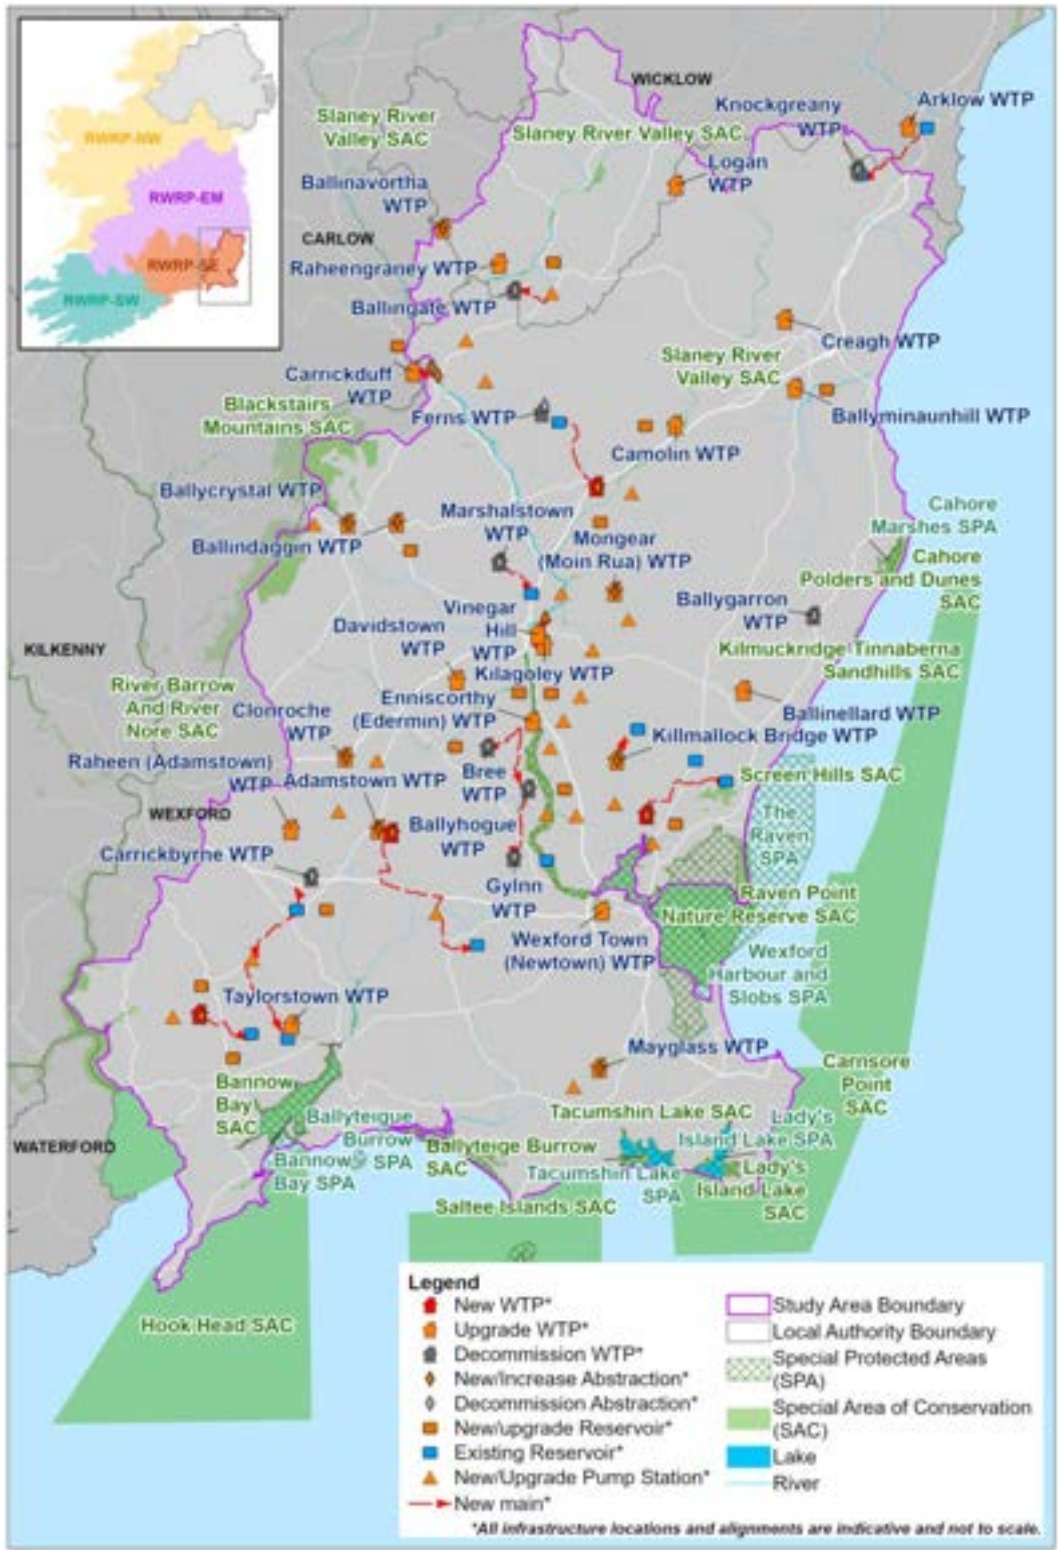 RWRP-NW
RWRP-EM
RWRP-SE
RWRP-SW
WICKLOW
Slaney River
Valley SAC
Slaney River Valley SAC
Knockgreany
WTP
Arklow WTP
Logan
WTP
Ballinavortha
WTP
CARLOW
Raheengraney WTP
Ballingate WTP
Creagh WTP
Carrickduff
WTP
Slaney River
Valley SAC
Blackstairs
Mountains SAC
Ferns WTP
Ballyminaunhill WTP
Camolin WTP
Ballycrystal WTP
Marshalstown
WTP
Cahore
Marshes SPA
Ballindaggin WTP
Mongear
(Moin Rua) WTP
Cahore
Polders and Dunes
SAC
Ballygarron
WTP
Vinegar
Hill
WTP
Davidstown
WTP
KILKENNY
Kilmuckridge Tinnaberna
Sandhills SAC
Kilagoley WTP
River Barrow
And River
Nore SAC
Enniscorthy
(Edermin) WTP
Clonroche
WTP
Ballinellard WTP
Killmallock Bridge WTP
Raheen (Adamstown)
WTP
Adamstown WTP
Bree
WTP
Screen Hills SAC
WEXFORD
Ballyhogue
WTP
The
Raven
SPA
Carrickbyrne WTP
Gylnn
WTP
Raven Point
Nature Reserve SAC
Wexford Town
(Newtown) WTP
Wexford
Harbour and
Slobs SPA
Taylorstown WTP
Mayglass WTP
Carnsore
Point
SAC
Bannow
Bay
SAC
Ballyteigue
Burrow
SPA
Tacumshin Lake SAC
Lady's
Island Lake SPA
WATERFORD
Bannow
Bay SPA
Ballyteige Burrow
SAC
Tacumshin Lake
SPA
Lady's
Island Lake
SAC
Saltee Islands SAC
Hook Head SAC
Legend
New WTP*
Upgrade WTP*
Decommission WTP*
New/Increase Abstraction*
Decommission Abstraction*
New/upgrade Reservoir*
Existing Reservoir*
New/Upgrade Pump Station*
New main*
Study Area Boundary
Local Authority Boundary
Special Protected Areas
(SPA)
Special Area of Conservation
(SAC)
Lake
River
*All infrastructure locations and alignments are indicative and not to scale.